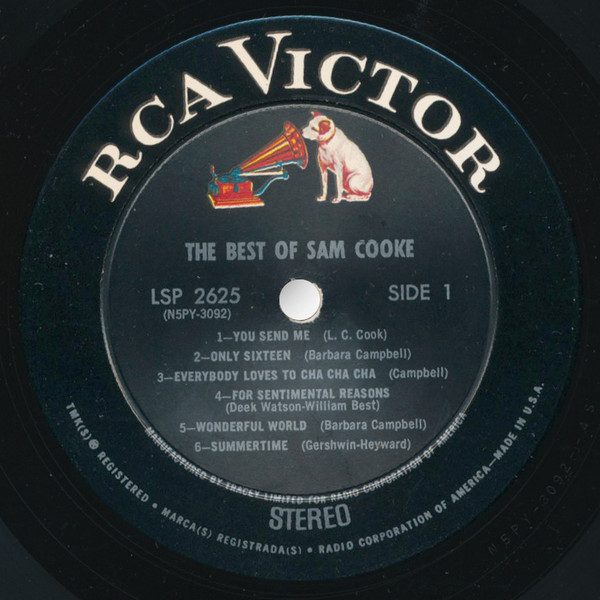 RCA VICTOR
THE BEST OF SAM COOKE
LSP 2625
SIDE 1
(N5PY-3092)
1—YOU SEND ME (L. C. Cook)
2—ONLY SIXTEEN (Barbara Campbell)
3—EVERYBODY LOVES TO CHA CHA CHA (Campbell)
4—FOR SENTIMENTAL REASONS
(Deek Watson-William Best)
5—WONDERFUL WORLD (Barbara Campbell)
6—SUMMERTIME (Gershwin-Heyward)
MANUFACTURED BY TEMCEE LIMITED FOR RADIO CORPORATION OF AMERICA
STEREO
TMK(S) ® REGISTERED • MARCA(S) REGISTRADA(S) • RADIO CORPORATION OF AMERICA—MADE IN U.S.A.